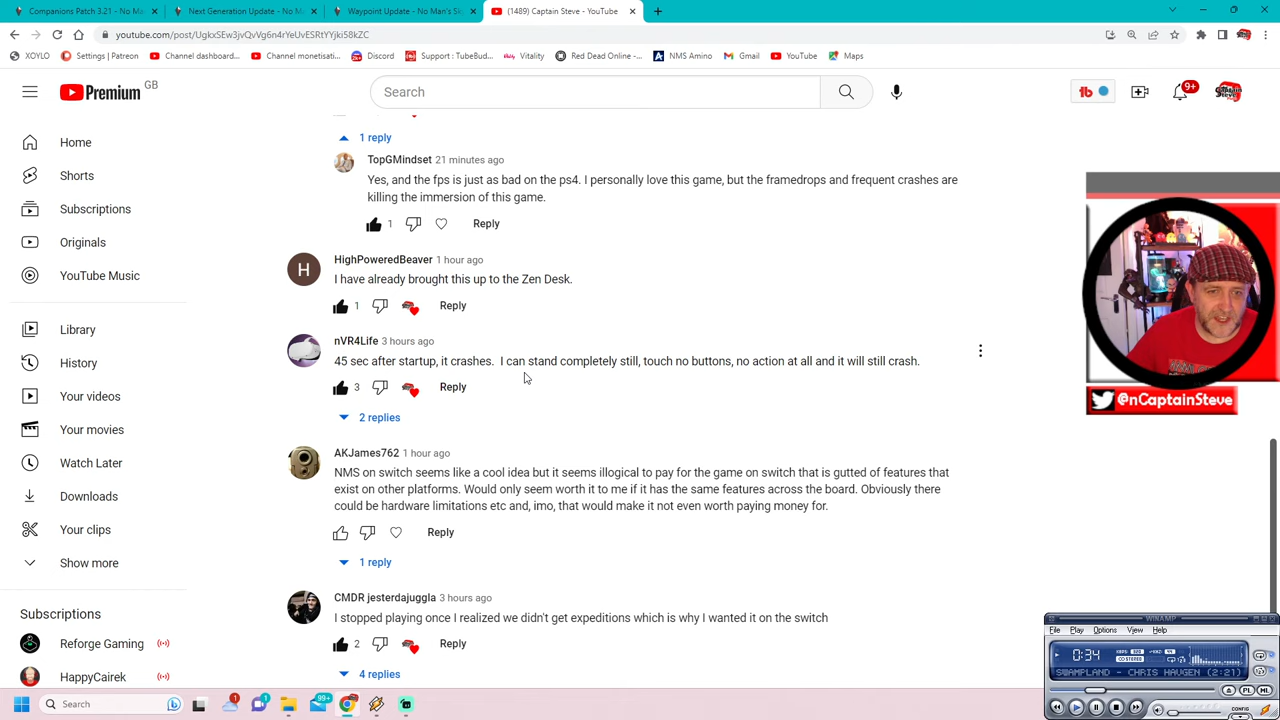 Companions Patch 3.21 - No Ma
Next Generation Update - No M
Waypoint Update - No Man's Sk
(1489) Captain Steve - YouTube
youtube.com/post/UgkxSEw3jvQvVg6n4rYeUvESRtYYjki58kZC
XOYLO
Settings | Patreon
Channel dashboard...
Channel monetisati...
Discord
Support : TubeBud...
Vitality
Red Dead Online -...
NMS Amino
Gmail
YouTube
Maps
Premium GB
Search
tb
9+
Home
Shorts
Subscriptions
Originals
YouTube Music
Library
History
Your videos
Your movies
Watch Later
Downloads
Your clips
Show more
Subscriptions
Reforge Gaming
HappyCairek
1 reply
TopGMindset 21 minutes ago
Yes, and the fps is just as bad on the ps4. I personally love this game, but the framedrops and frequent crashes are
killing the immersion of this game.
1 Reply
H
HighPoweredBeaver 1 hour ago
I have already brought this up to the Zen Desk.
1 Reply
nVR4Life 3 hours ago
45 sec after startup, it crashes. I can stand completely still, touch no buttons, no action at all and it will still crash.
3 Reply
2 replies
AKJames762 1 hour ago
NMS on switch seems like a cool idea but it seems illogical to pay for the game on switch that is gutted of features that
exist on other platforms. Would only seem worth it to me if it has the same features across the board. Obviously there
could be hardware limitations etc and, imo, that would make it not even worth paying money for.
Reply
1 reply
CMDR jesterdajuggla 3 hours ago
I stopped playing once I realized we didn't get expeditions which is why I wanted it on the switch
2 Reply
4 replies
@nCaptainSteve
WINAMP
File Play Options View Help
0:34
SWAMPLAND - CHRIS HAUGEN (2:21)
PL ML
CONFIG
Search
1
1
99+